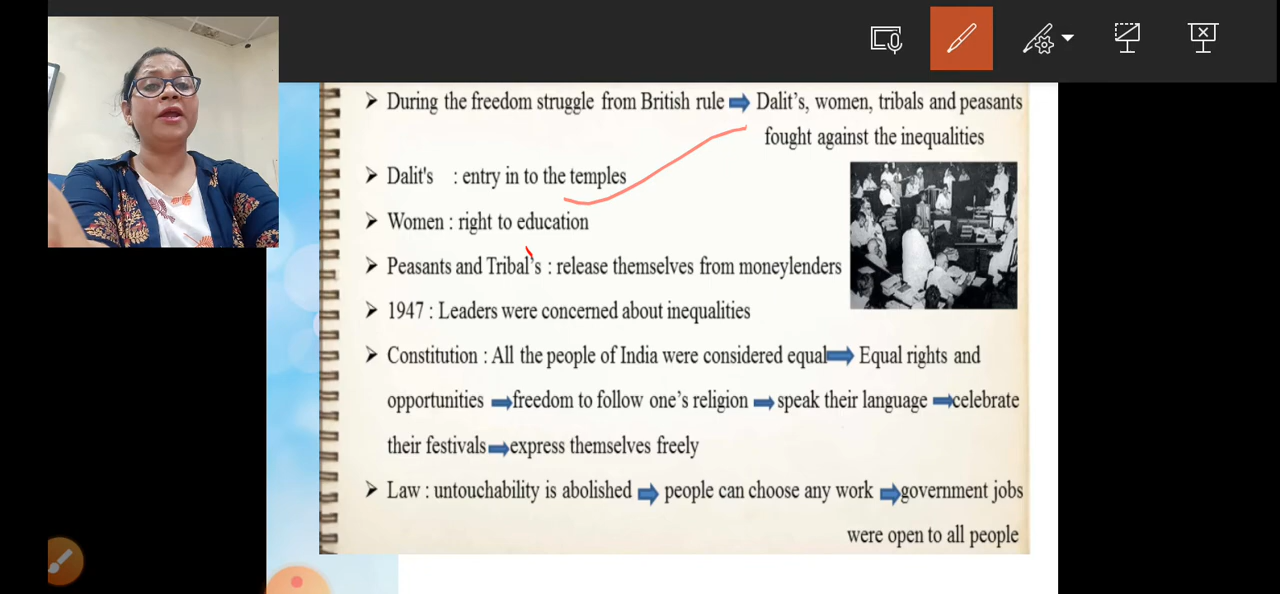 During the freedom struggle from British rule Dalit's, women, tribals and peasants
fought against the inequalities
Dalit's : entry in to the temples
Women : right to education
Peasants and Tribal's : release themselves from moneylenders
1947 : Leaders were concerned about inequalities
Constitution : All the people of India were considered equal Equal rights and
opportunities freedom to follow one's religion speak their language celebrate
their festivals express themselves freely
Law : untouchability is abolished people can choose any work government jobs
were open to all people